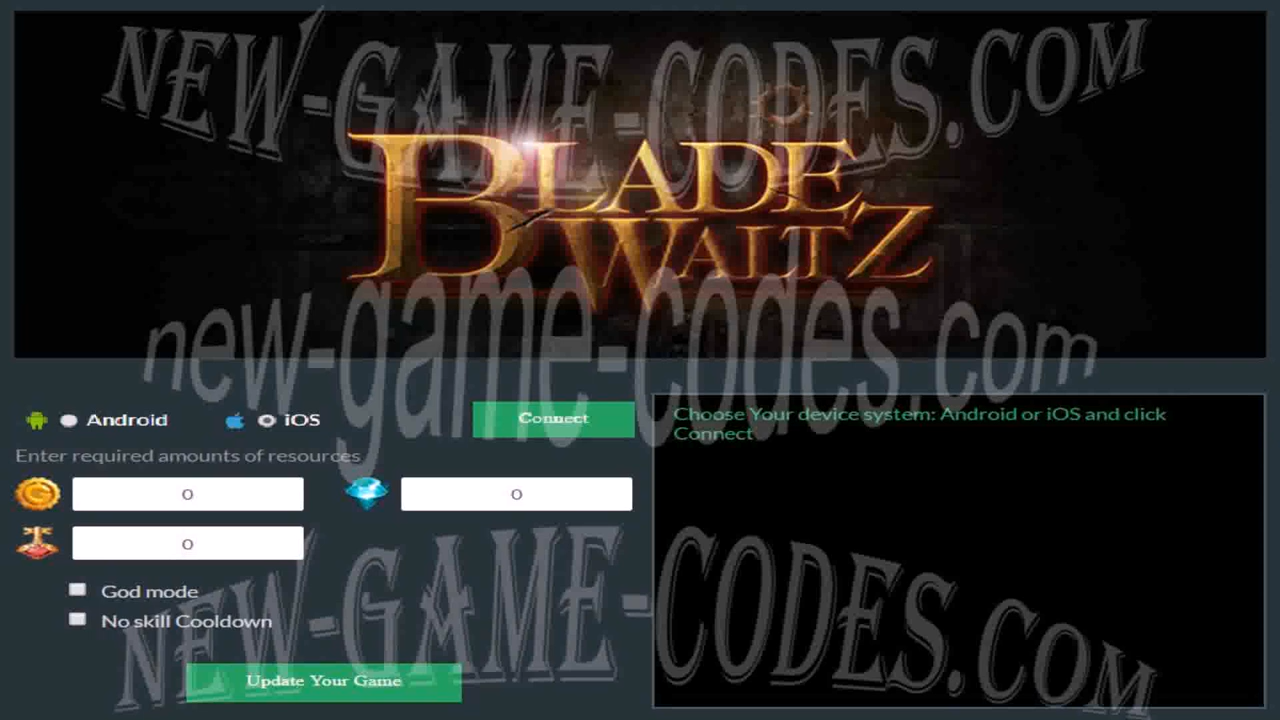 NEW-GAME-CODES.COM
BLADE
WALTZ
new-game-codes.com
Android
iOS
Connect
Enter required amounts of resources
0
0
0
God mode
No skill Cooldown
Update Your Game
Choose Your device system: Android or iOS and click
Connect
NEW-GAME-CODES.COM